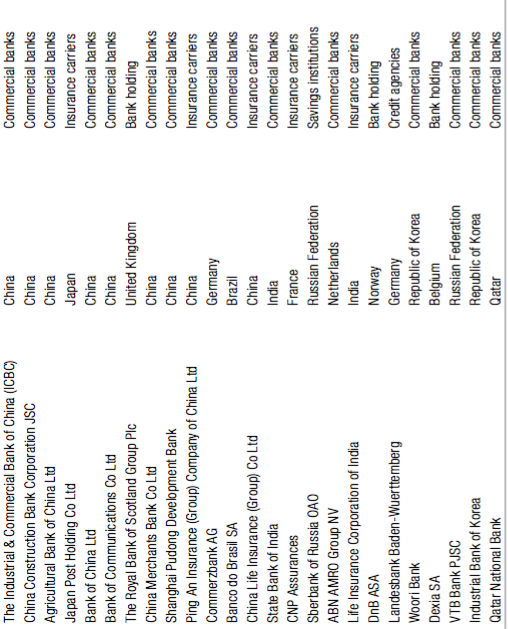 The Industrial & Commercial Bank of China (ICBC) China Commercial banks
China Construction Bank Corporation JSC China Commercial banks
Agricultural Bank of China Ltd China Commercial banks
Japan Post Holding Co Ltd Japan Insurance carriers
Bank of China Ltd China Commercial banks
Bank of Communications Co Ltd China Commercial banks
The Royal Bank of Scotland Group Plc United Kingdom Bank holding
China Merchants Bank Co Ltd China Commercial banks
Shanghai Pudong Development Bank China Commercial banks
Ping An Insurance (Group) Company of China Ltd China Insurance carriers
Commerzbank AG Germany Commercial banks
Banco do Brasil SA Brazil Commercial banks
China Life Insurance (Group) Co Ltd China Insurance carriers
State Bank of India India Commercial banks
CNP Assurances France Insurance carriers
Sberbank of Russia OAO Russian Federation Savings institutions
ABN AMRO Group NV Netherlands Commercial banks
Life Insurance Corporation of India India Insurance carriers
DnB ASA Norway Bank holding
Landesbank Baden-Wuerttemberg Germany Credit agencies
Woori Bank Republic of Korea Commercial banks
Dexia SA Belgium Bank holding
VTB Bank PJSC Russian Federation Commercial banks
Industrial Bank of Korea Republic of Korea Commercial banks
Qatar National Bank Qatar Commercial banks